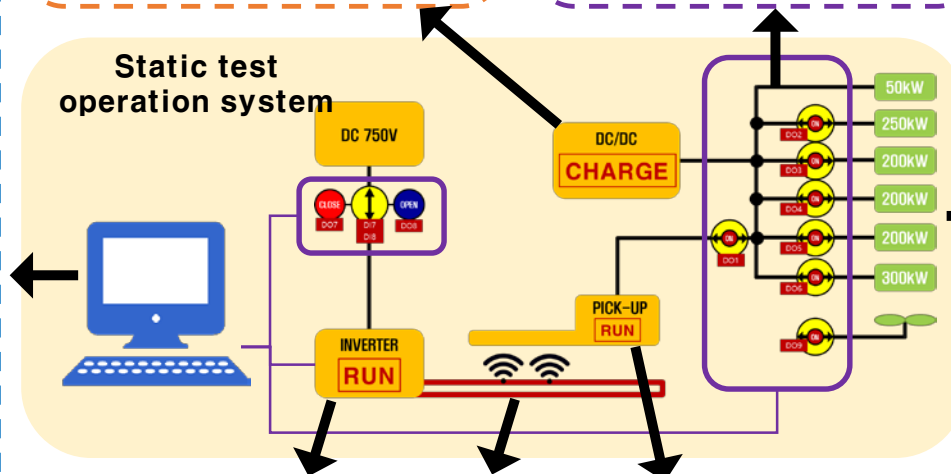 Static test
operation system
DC 750V
CLOSE
OPEN
DO7
DI7
DI8
DO8
INVERTER
RUN
DC/DC
CHARGE
PICK-UP
RUN
ON
DO1
ON
DO2
ON
DO3
ON
DO4
ON
DO5
ON
DO6
ON
DO9
50kW
250kW
200kW
200kW
200kW
300kW